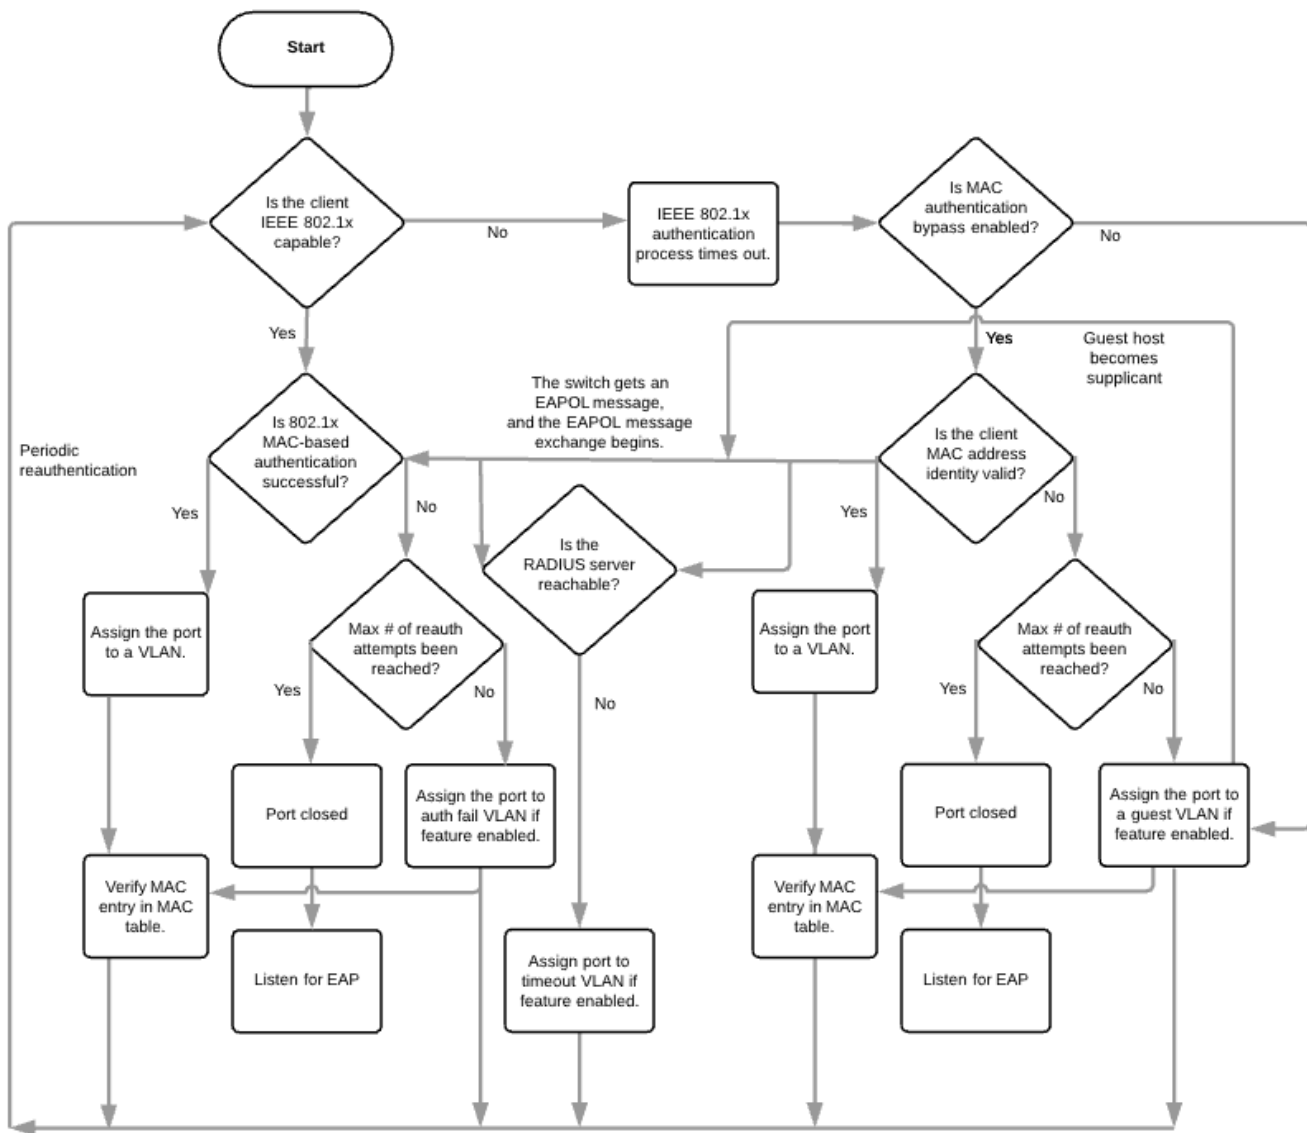 Start
Is the client
IEEE 802.1x
capable?
No
IEEE 802.1x
authentication
process times out.
Is MAC
authentication
bypass enabled?
No
Yes
Yes
Guest host
becomes
supplicant
The switch gets an
EAPOL message,
and the EAPOL message
exchange begins.
Periodic
reauthentication
Is 802.1x
MAC-based
authentication
successful?
Is the client
MAC address
identity valid?
Yes
No
Yes
No
Is the
RADIUS server
reachable?
Assign the port
to a VLAN.
Max # of reauth
attempts been
reached?
Assign the port
to a VLAN.
Max # of reauth
attempts been
reached?
Yes
No
No
Yes
No
Port closed
Assign the port to
auth fail VLAN if
feature enabled.
Port closed
Assign the port to
a guest VLAN if
feature enabled.
Verify MAC
entry in MAC
table.
Verify MAC
entry in MAC
table.
Listen for EAP
Assign port to
timeout VLAN if
feature enabled.
Listen for EAP